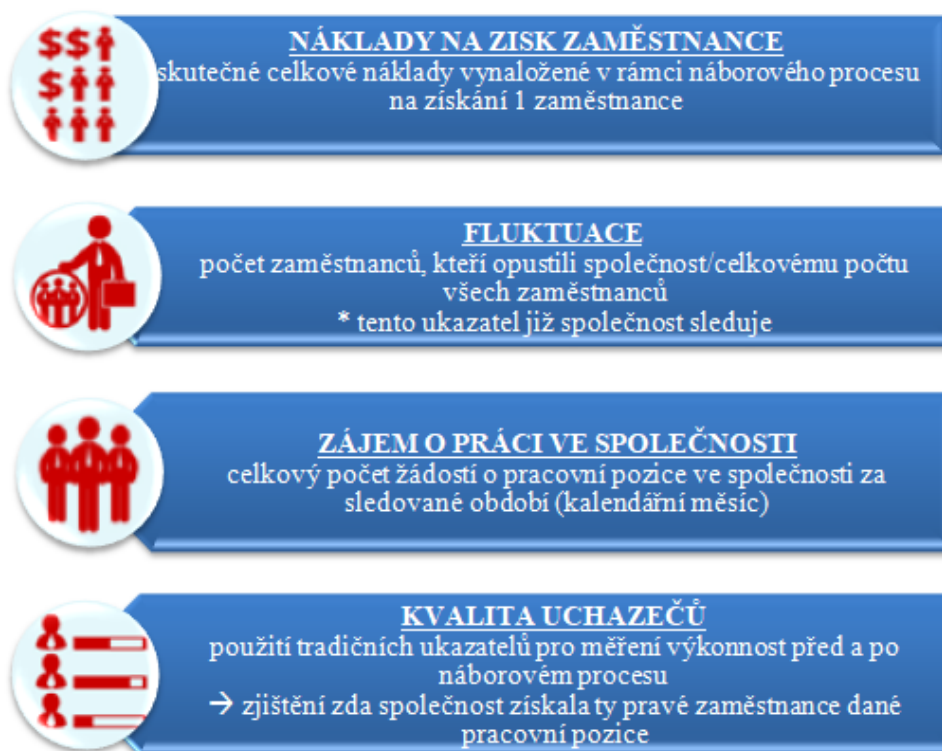 NÁKLADY NA ZISK ZAMĚSTNANCE
skutečné celkové náklady vynaložené v rámci náborového procesu
na získání 1 zaměstnance
FLUKTUACE
počet zaměstnanců, kteří opustili společnost/celkovému počtu
všech zaměstnanců
* tento ukazatel již společnost sleduje
ZÁJEM O PRÁCI VE SPOLEČNOSTI
celkový počet žádostí o pracovní pozice ve společnosti za
sledované období (kalendářní měsíc)
KVALITA UCHAZEČŮ
použití tradičních ukazatelů pro měření výkonnost před a po
náborovém procesu
→ zjištění zda společnost získala ty pravé zaměstnance dané
pracovní pozice